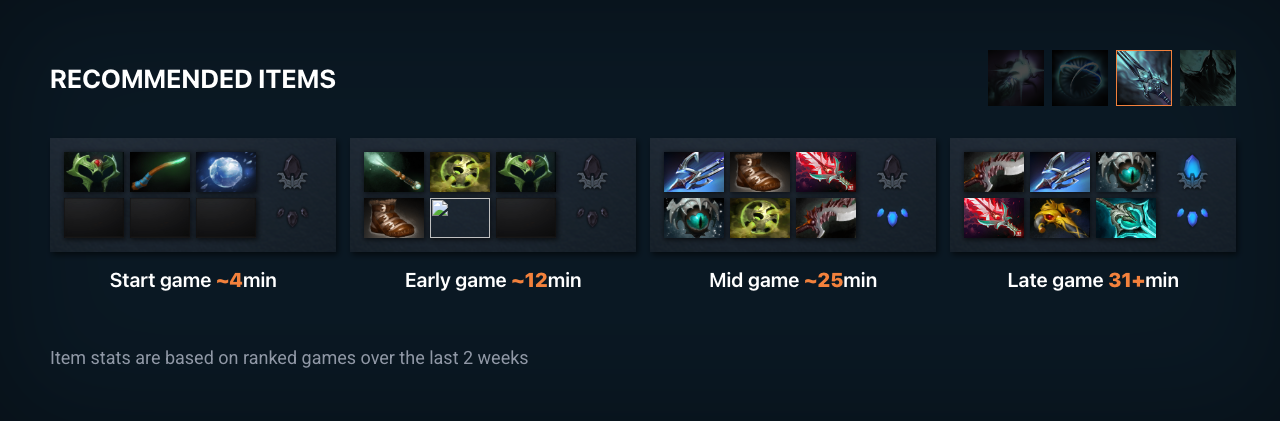 RECOMMENDED ITEMS
Start game ~4min
Early game ~12min
Mid game ~25min
Late game 31+min
Item stats are based on ranked games over the last 2 weeks